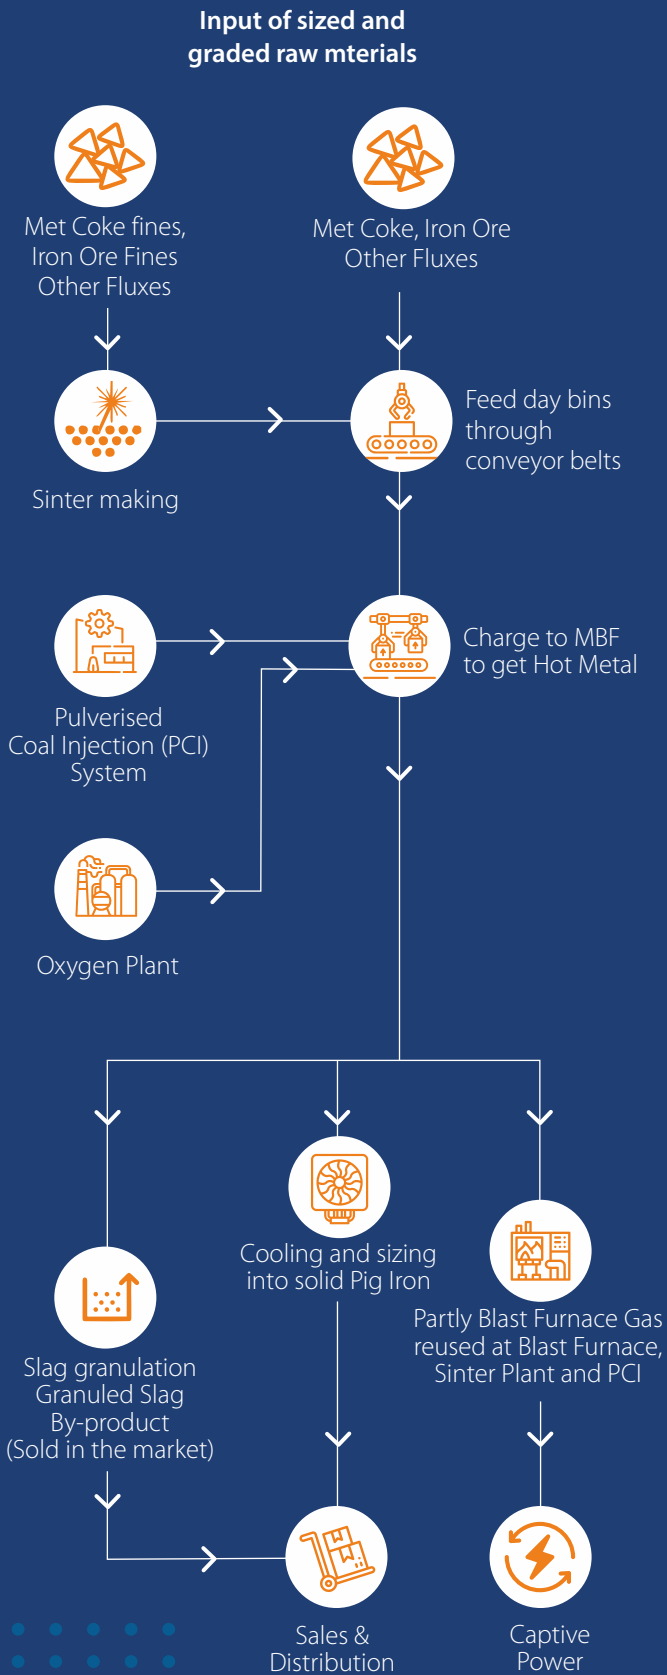 Input of sized and
graded raw mterials
Met Coke fines,
Iron Ore Fines
Other Fluxes
Met Coke, Iron Ore
Other Fluxes
Sinter making
Feed day bins
through
conveyor belts
Pulverised
Coal Injection (PCI)
System
Charge to MBF
to get Hot Metal
Oxygen Plant
Cooling and sizing
into solid Pig Iron
Slag granulation
Granuled Slag
By-product
(Sold in the market)
Partly Blast Furnace Gas
reused at Blast Furnace,
Sinter Plant and PCI
Sales &
Distribution
Captive
Power